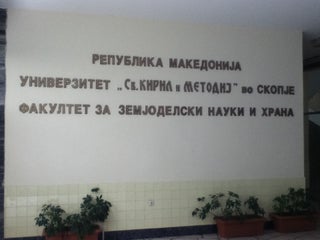 РЕПУБЛИКА МАКЕДОНИЈА
УНИВЕРЗИТЕТ „Св. КИРИЛ и МЕТОДИЈ" во СКОПЈЕ
ФАКУЛТЕТ ЗА ЗЕМЈОДЕЛСКИ НАУКИ И ХРАНА